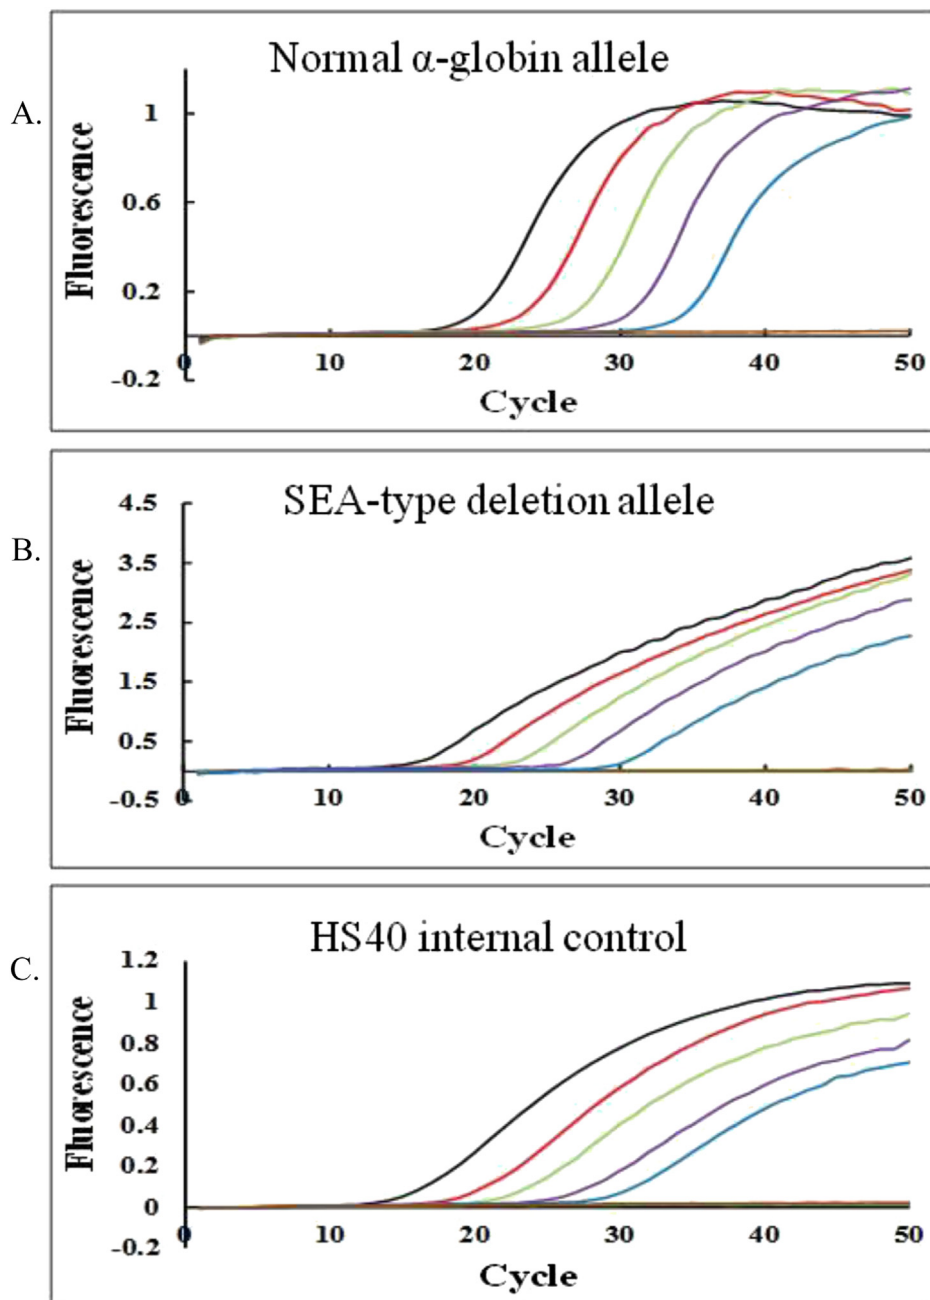 A.
Normal α-globin allele
Fluorescence
1
0.6
0.2
-0.2
0 10 20 30 40 50
Cycle
B.
SEA-type deletion allele
Fluorescence
4.5
3.5
2.5
1.5
0.5
-0.5
0 10 20 30 40 50
Cycle
C.
HS40 internal control
Fluorescence
1.2
1
0.8
0.6
0.4
0.2
0
-0.2
0 10 20 30 40 50
Cycle